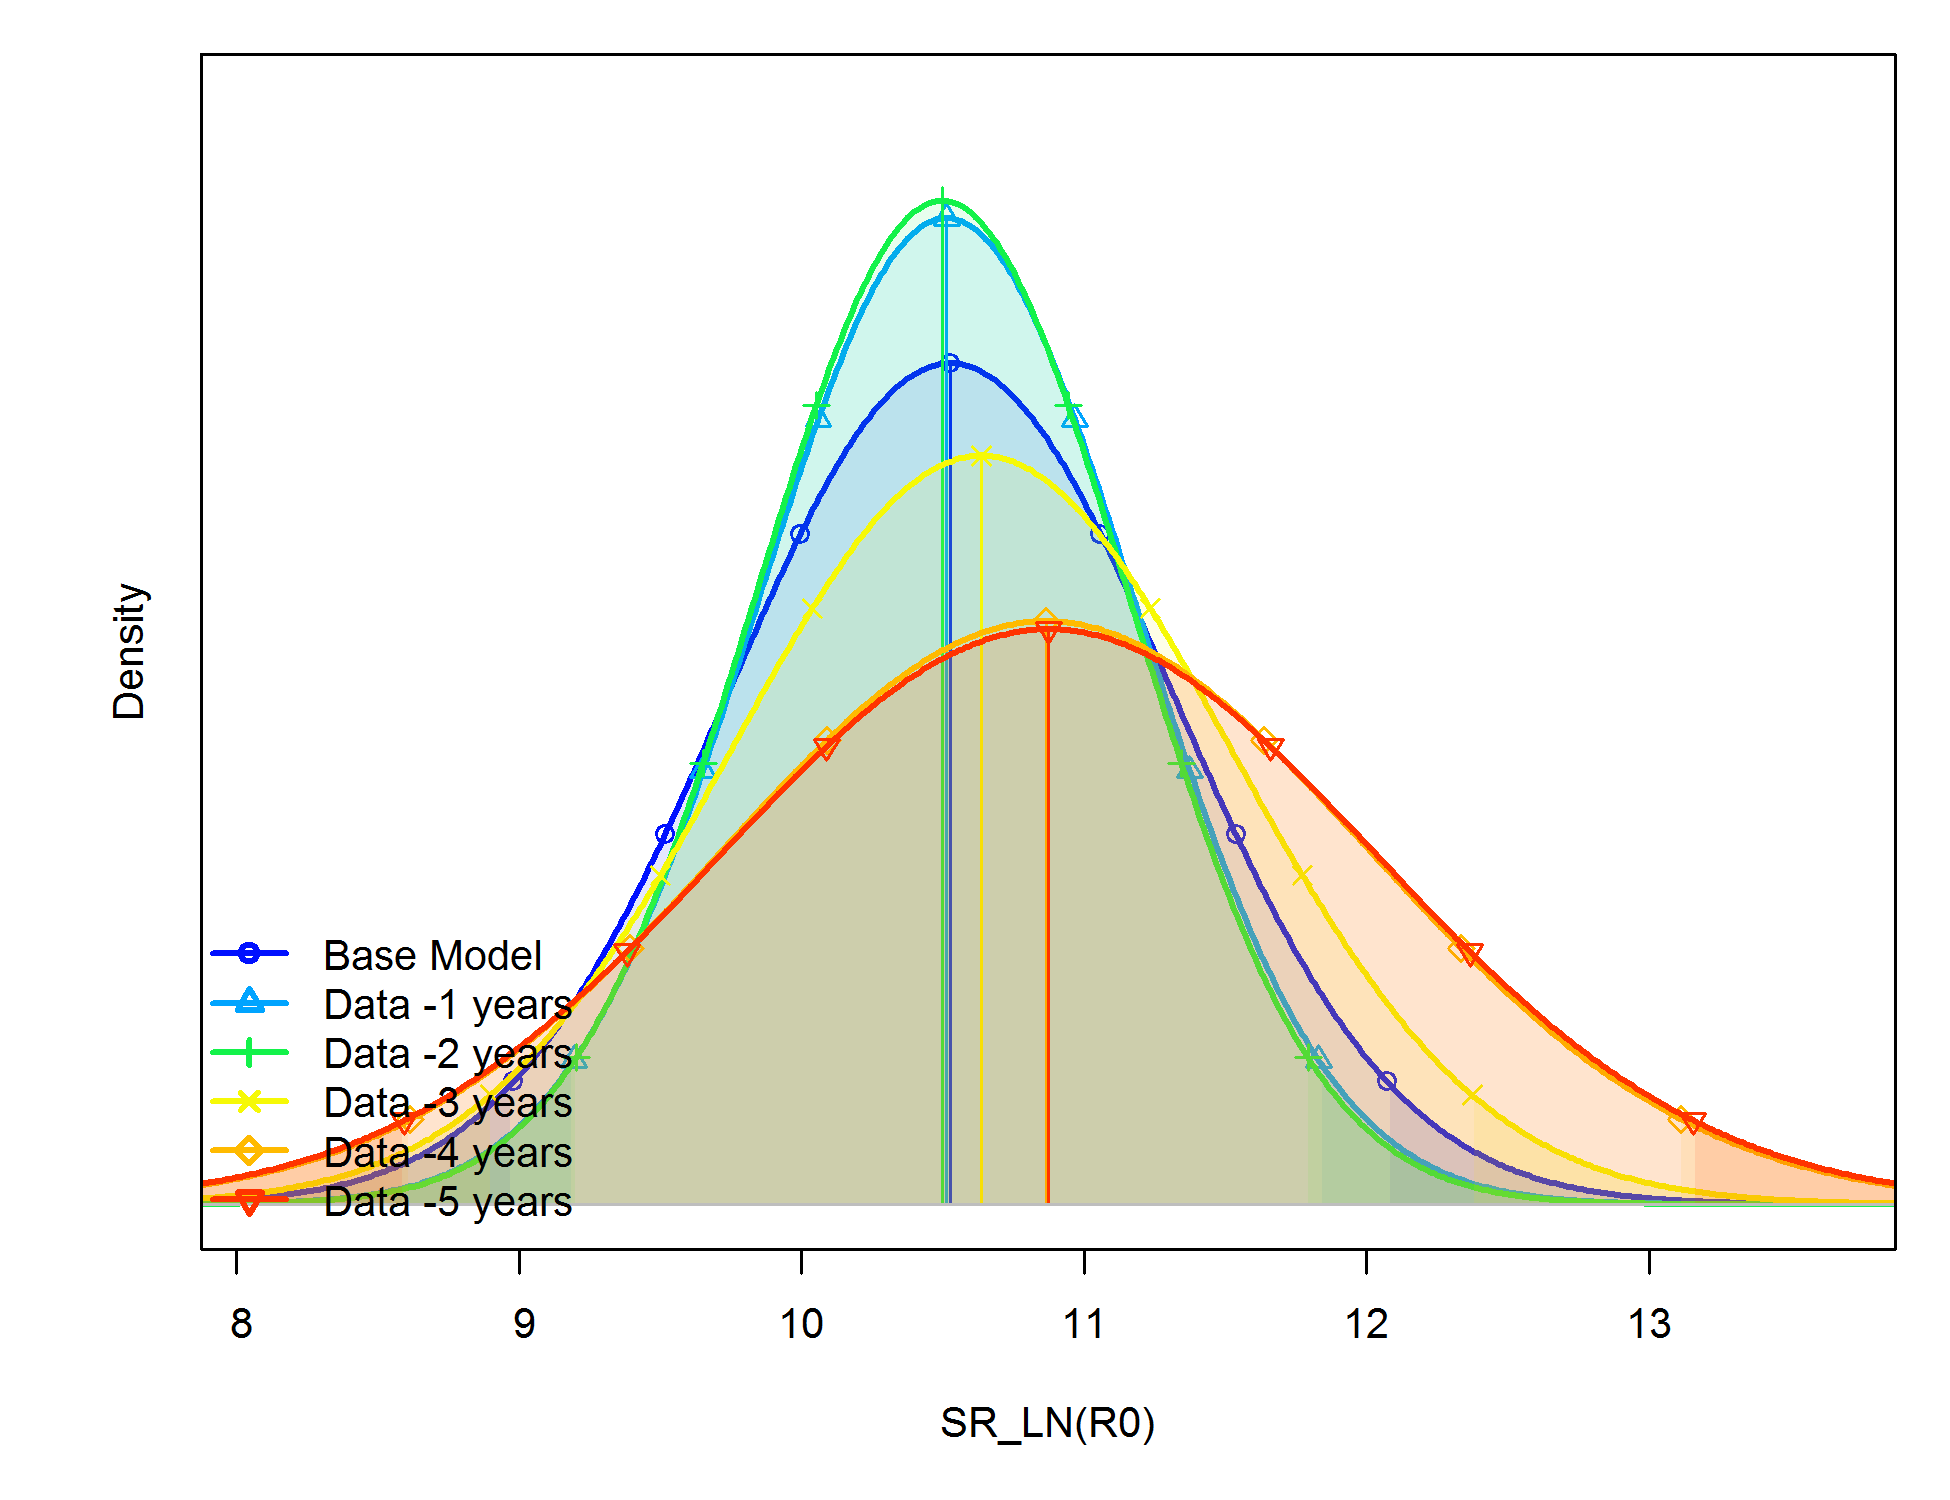 Density
Base Model
Data -1 years
Data -2 years
Data -3 years
Data -4 years
Data -5 years
8 9 10 11 12 13
SR_LN(R0)